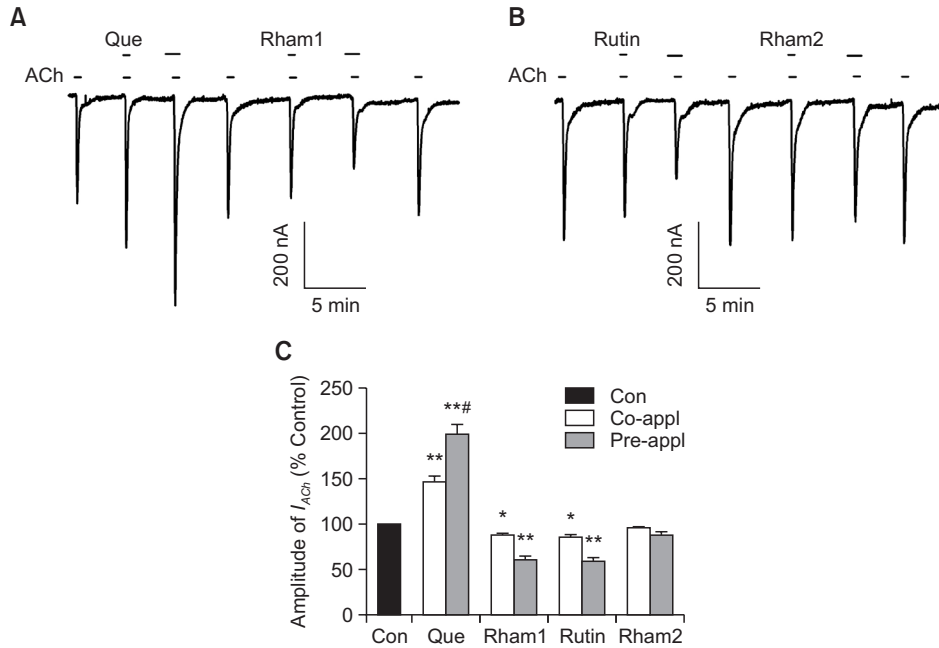 A
Que Rham1
ACh
200 nA
5 min
B
Rutin Rham2
ACh
200 nA
5 min
C
Amplitude of I_ACh (% Control)
250
200
150
100
50
0
**
**#
*
**
*
**
Con
Co-appl
Pre-appl
Con Que Rham1 Rutin Rham2